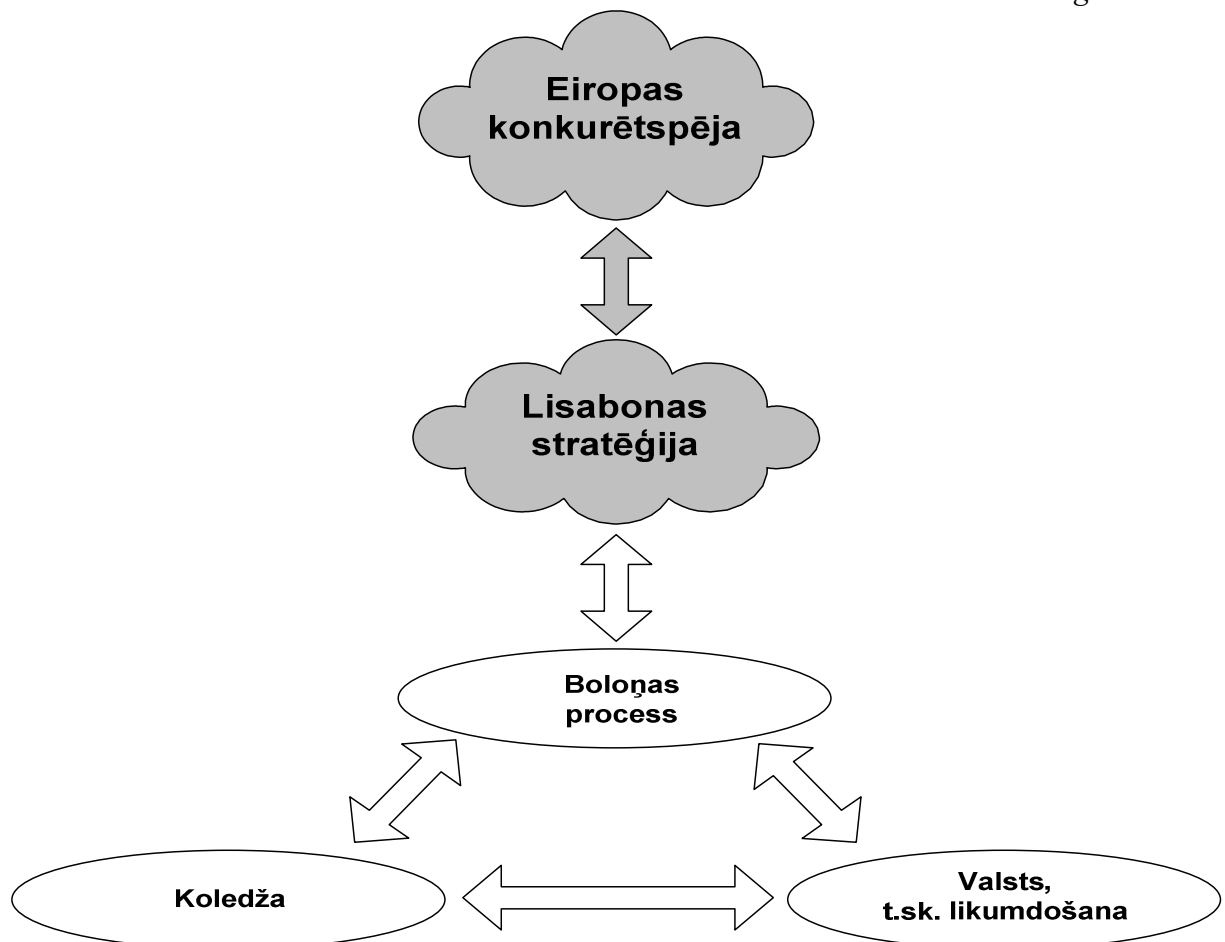 Eiropas
konkurētspēja
Lisabonas
stratēģija
Boloņas
process
Koledža
Valsts,
t.sk. likumdošana